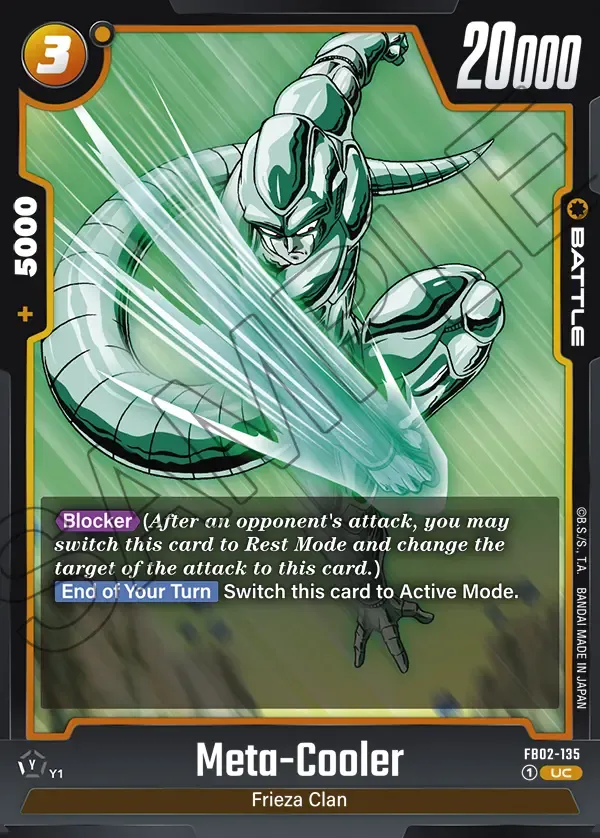 3
20000
+ 5000
BATTLE
SAMPLE
Blocker (After an opponent's attack, you may
switch this card to Rest Mode and change the
target of the attack to this card.)
End of Your Turn Switch this card to Active Mode.
©B.S./S., T.A. BANDAI MADE IN JAPAN
Y Y1
Meta-Cooler
FB02-135
1 UC
Frieza Clan